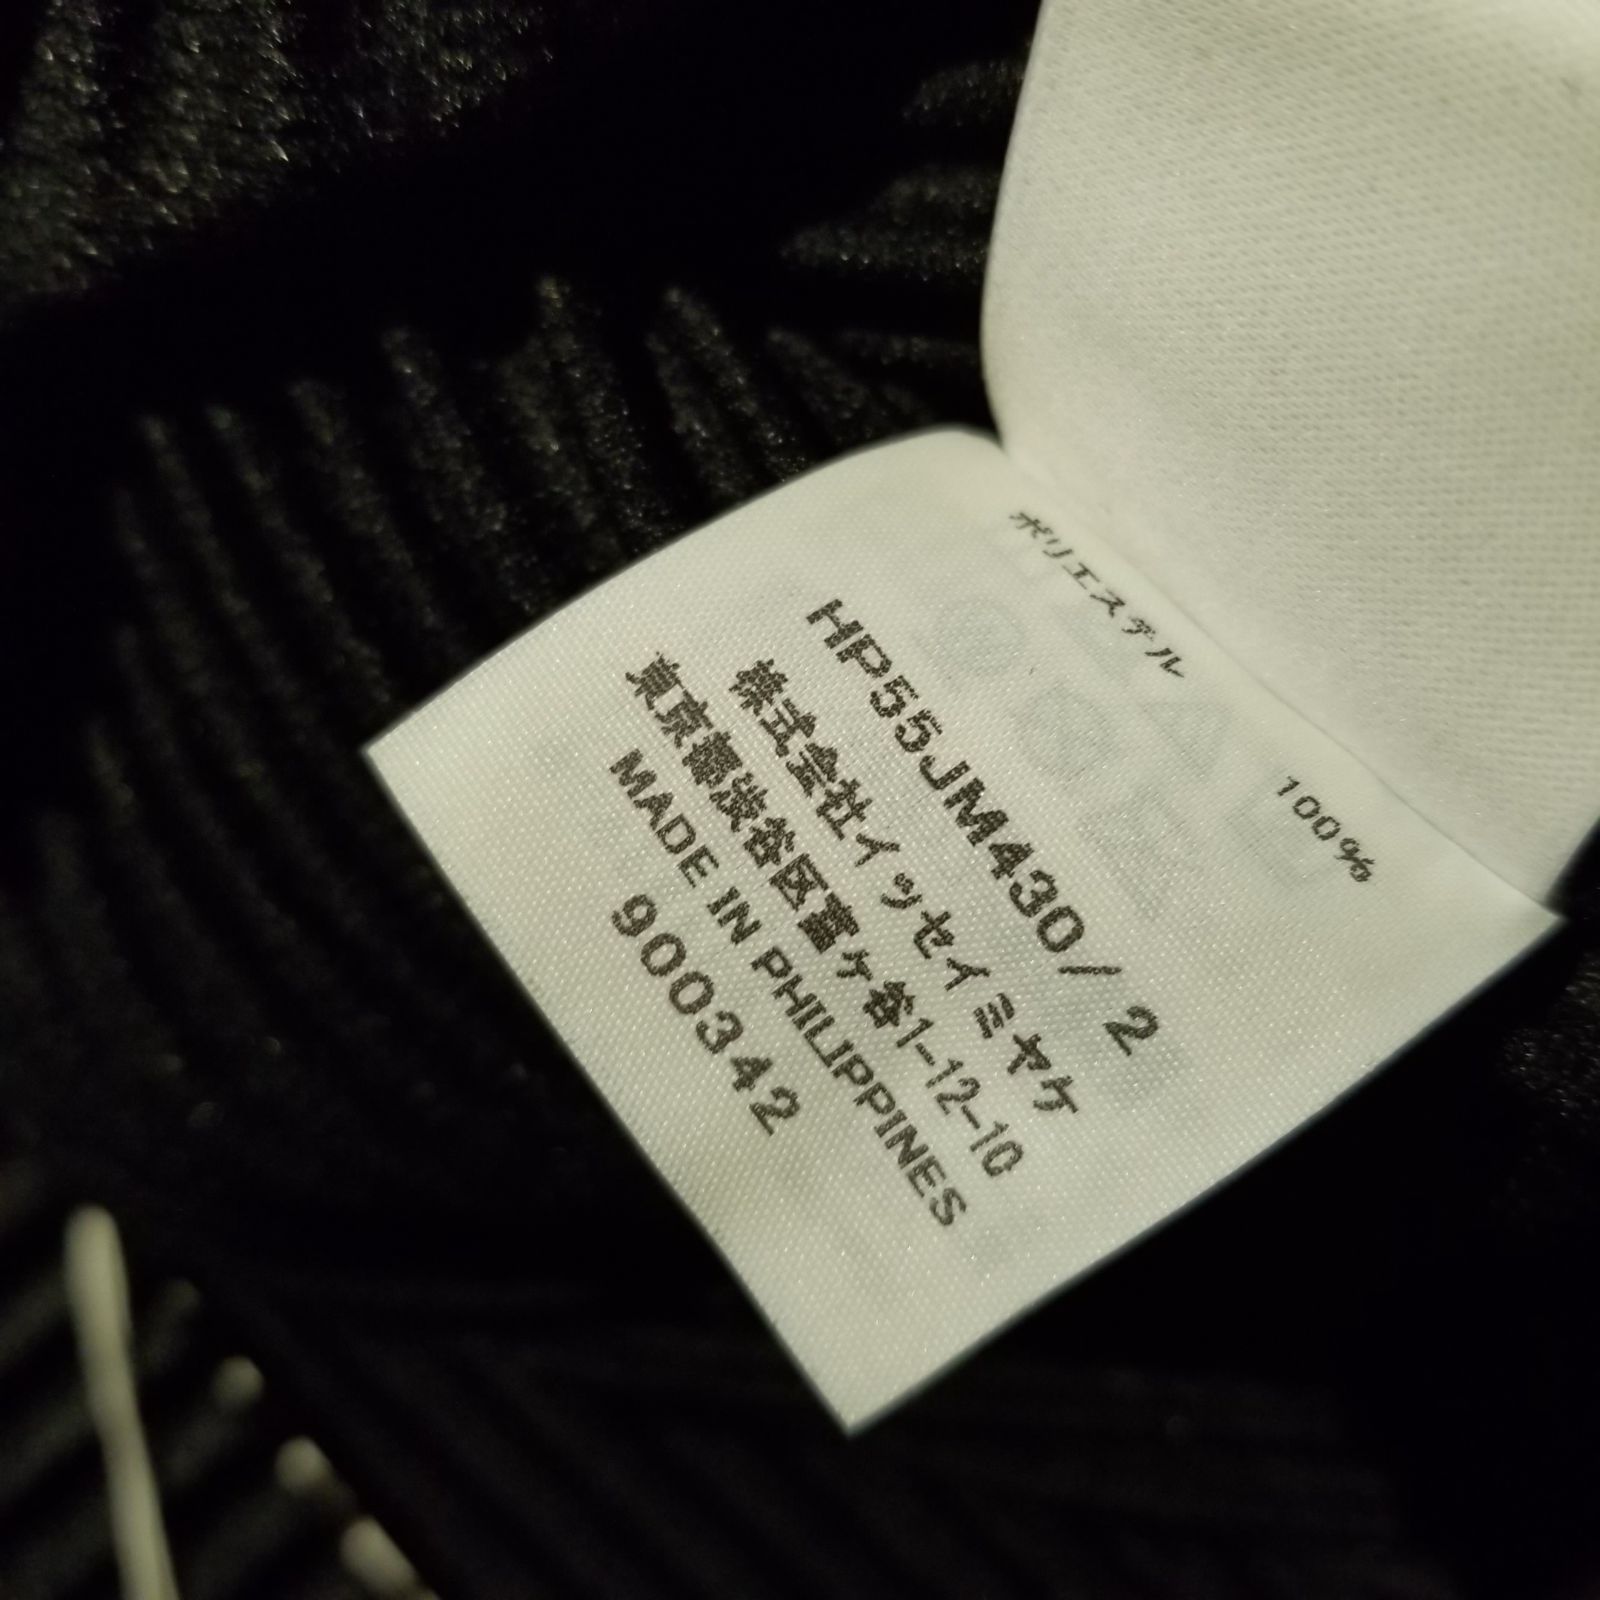 ポリエステル 100%
HP55JM430/ 2
株式会社イッセイミヤケ
東京都渋谷区富ケ谷1-12-10
MADE IN PHILIPPINES
900342